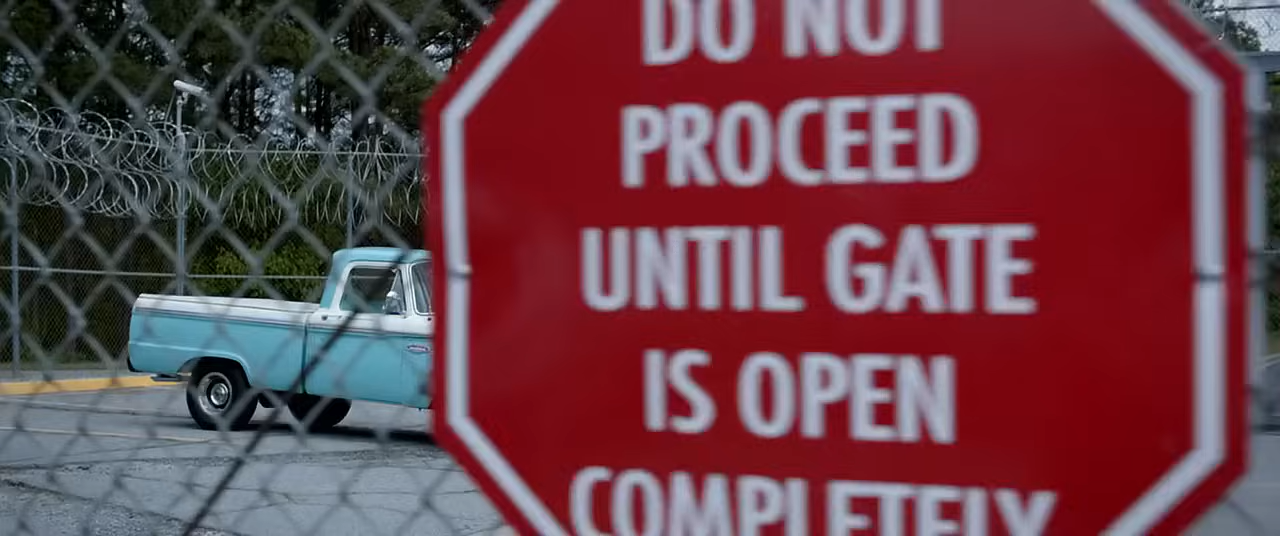 DO NOT
PROCEED
UNTIL GATE
IS OPEN
COMPLETELY